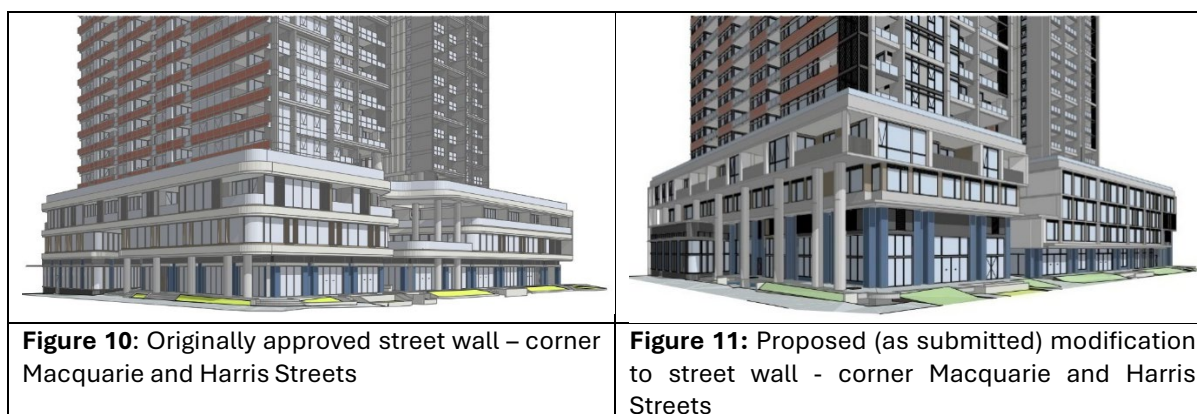 Figure 10: Originally approved street wall – corner
Macquarie and Harris Streets
Figure 11: Proposed (as submitted) modification
to street wall - corner Macquarie and Harris
Streets